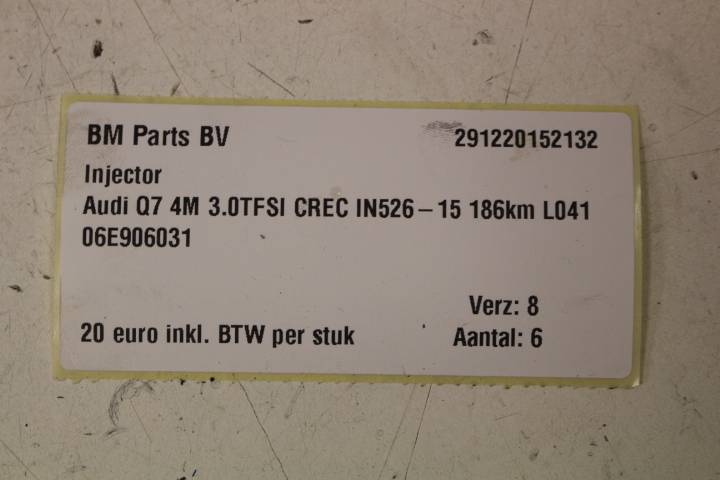 BM Parts BV 291220152132
Injector
Audi Q7 4M 3.0TFSI CREC IN526-15 186km L041
06E906031
Verz: 8
20 euro inkl. BTW per stuk Aantal: 6